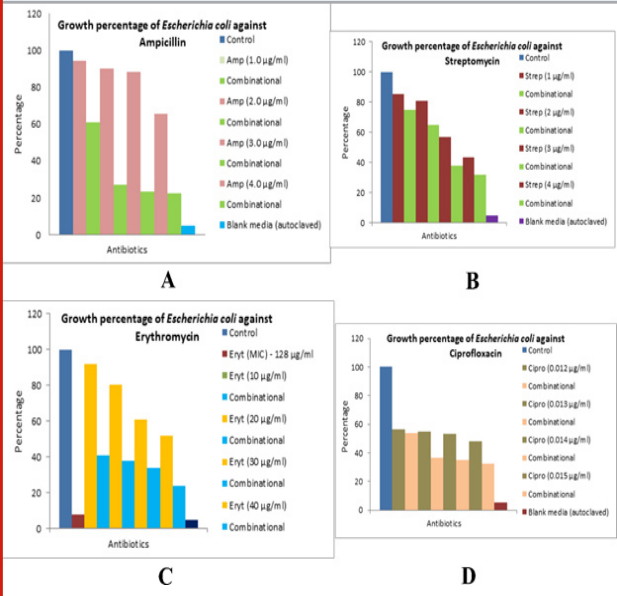 Growth percentage of Escherichia coli against
Ampicillin
120
100
80
60
40
20
0
Percentage
Antibiotics
Control
Amp (1.0 µg/ml)
Combinational
Amp (2.0 µg/ml)
Combinational
Amp (3.0 µg/ml)
Combinational
Amp (4.0 µg/ml)
Combinational
Blank media (autoclaved)
A
Growth percentage of Escherichia coli against
Streptomycin
120
100
80
60
40
20
0
Percentage
Antibiotics
Control
Strep (1 µg/ml)
Combinational
Strep (2 µg/ml)
Combinational
Strep (3 µg/ml)
Combinational
Strep (4 µg/ml)
Combinational
Blank media (autoclaved)
B
Growth percentage of Escherichia coli against
Erythromycin
120
100
80
60
40
20
0
Percentage
Antibiotics
Control
Eryt (MIC) - 128 µg/ml
Eryt (10 µg/ml)
Combinational
Eryt (20 µg/ml)
Combinational
Eryt (30 µg/ml)
Combinational
Eryt (40 µg/ml)
Combinational
C
Growth percentage of Escherichia coli against
Ciprofloxacin
120
100
80
60
40
20
0
Percentage
Antibiotics
Control
Cipro (0.012 µg/ml)
Combinational
Cipro (0.013 µg/ml)
Combinational
Cipro (0.014 µg/ml)
Combinational
Cipro (0.015 µg/ml)
Combinational
Blank media (autoclaved)
D